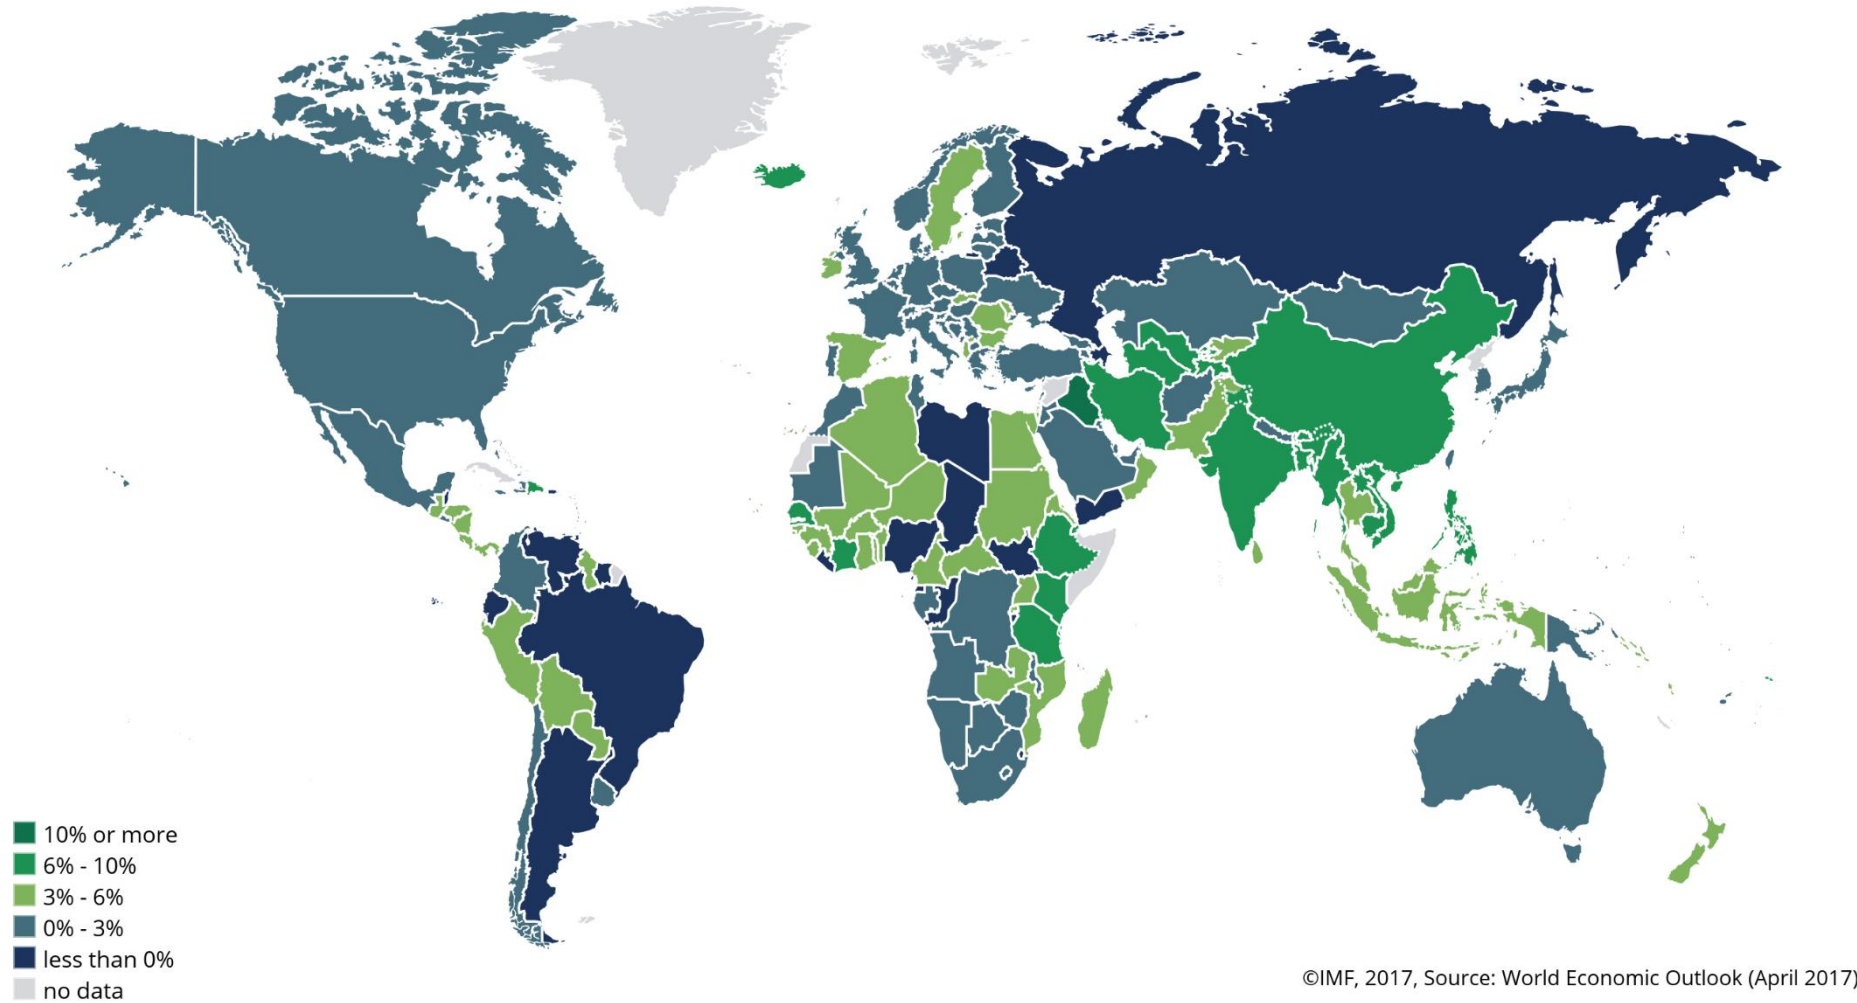 10% or more
6% - 10%
3% - 6%
0% - 3%
less than 0%
no data
©IMF, 2017, Source: World Economic Outlook (April 2017)